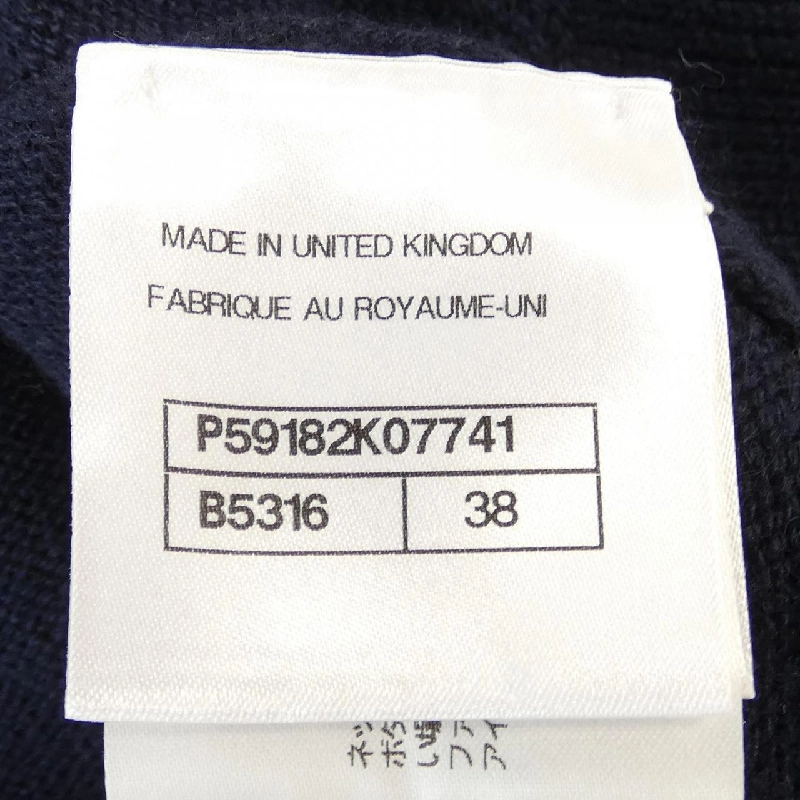 MADE IN UNITED KINGDOM
FABRIQUE AU ROYAUME-UNI
P59182K07741
B5316
38